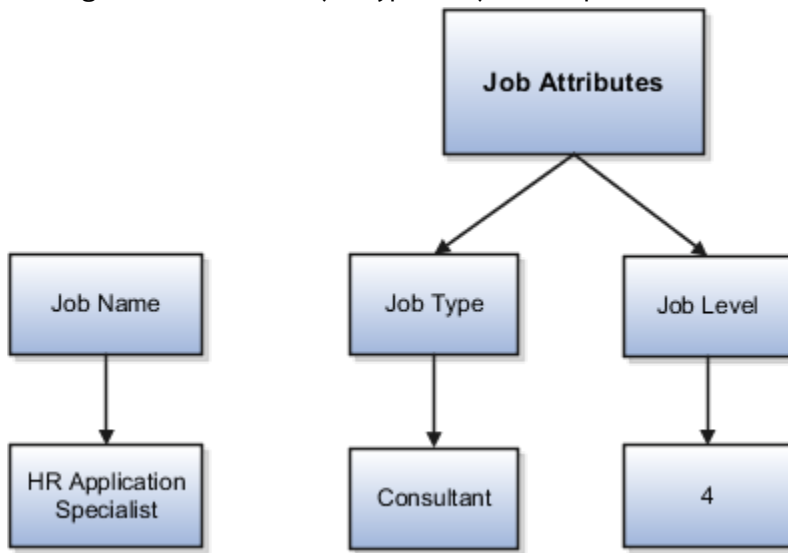 Job Attributes
Job Name
Job Type
Job Level
HR Application
Specialist
Consultant
4